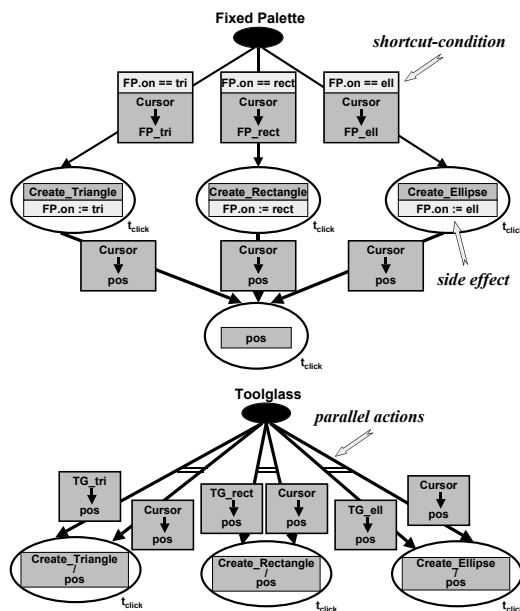 Fixed Palette
shortcut-condition
FP.on == tri
FP.on == rect
FP.on == ell
Cursor
FP_tri
Cursor
FP_rect
Cursor
FP_ell
Create_Triangle
FP.on := tri
t_click
Create_Rectangle
FP.on := rect
t_click
Create_Ellipse
FP.on := ell
t_click
Cursor
pos
Cursor
pos
Cursor
pos
side effect
pos
t_click
Toolglass
parallel actions
TG_tri
pos
Cursor
pos
TG_rect
pos
Cursor
pos
TG_ell
pos
Cursor
pos
Create_Triangle
/
pos
t_click
Create_Rectangle
/
pos
t_click
Create_Ellipse
/
pos
t_click